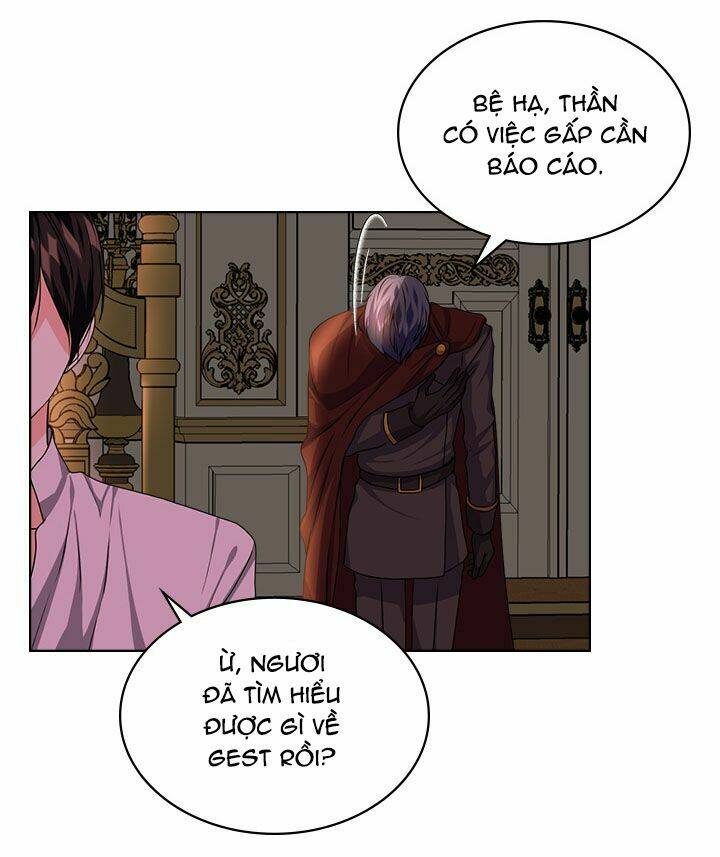 BỆ HẠ, THẦN
CÓ VIỆC GẤP CẦN
BÁO CÁO.
Ừ, NGƯƠI
ĐÃ TÌM HIỂU
ĐƯỢC GÌ VỀ
GEST RỒI?